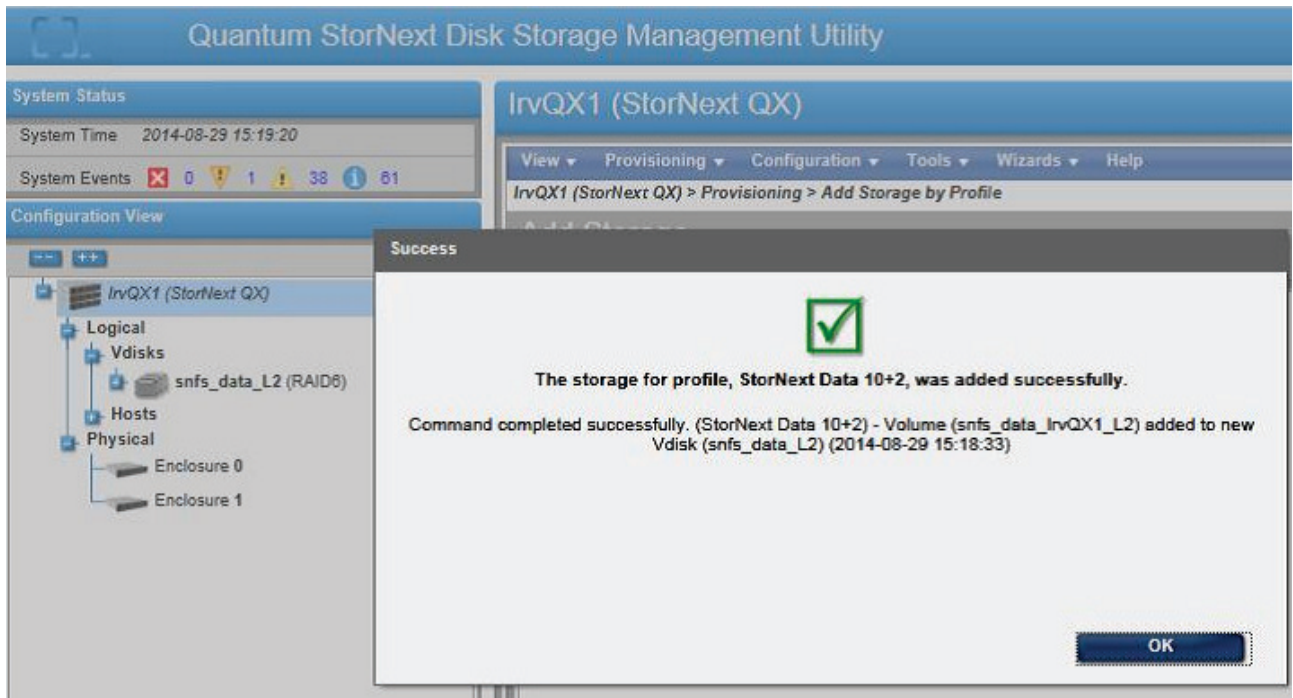 Quantum StorNext Disk Storage Management Utility
System Status
System Time 2014-08-29 15:19:20
System Events 0 1 38 61
Configuration View
IrvQX1 (StorNext QX)
Logical
Vdisks
snfs_data_L2 (RAID6)
Hosts
Physical
Enclosure 0
Enclosure 1
IrvQX1 (StorNext QX)
View Provisioning Configuration Tools Wizards Help
IrvQX1 (StorNext QX) > Provisioning > Add Storage by Profile
Add Storage
Success
The storage for profile, StorNext Data 10+2, was added successfully.
Command completed successfully. (StorNext Data 10+2) - Volume (snfs_data_IrvQX1_L2) added to new
Vdisk (snfs_data_L2) (2014-08-29 15:18:33)
OK